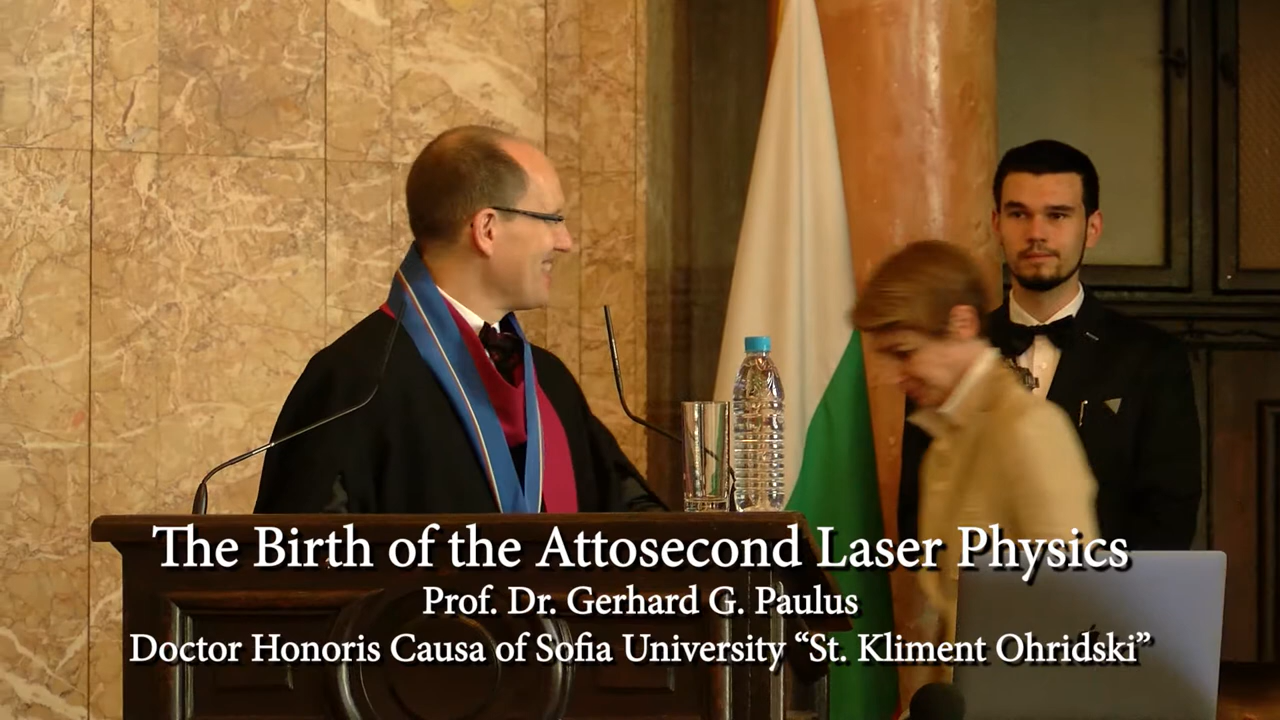 The Birth of the Attosecond Laser Physics
Prof. Dr. Gerhard G. Paulus
Doctor Honoris Causa of Sofia University “St. Kliment Ohridski”